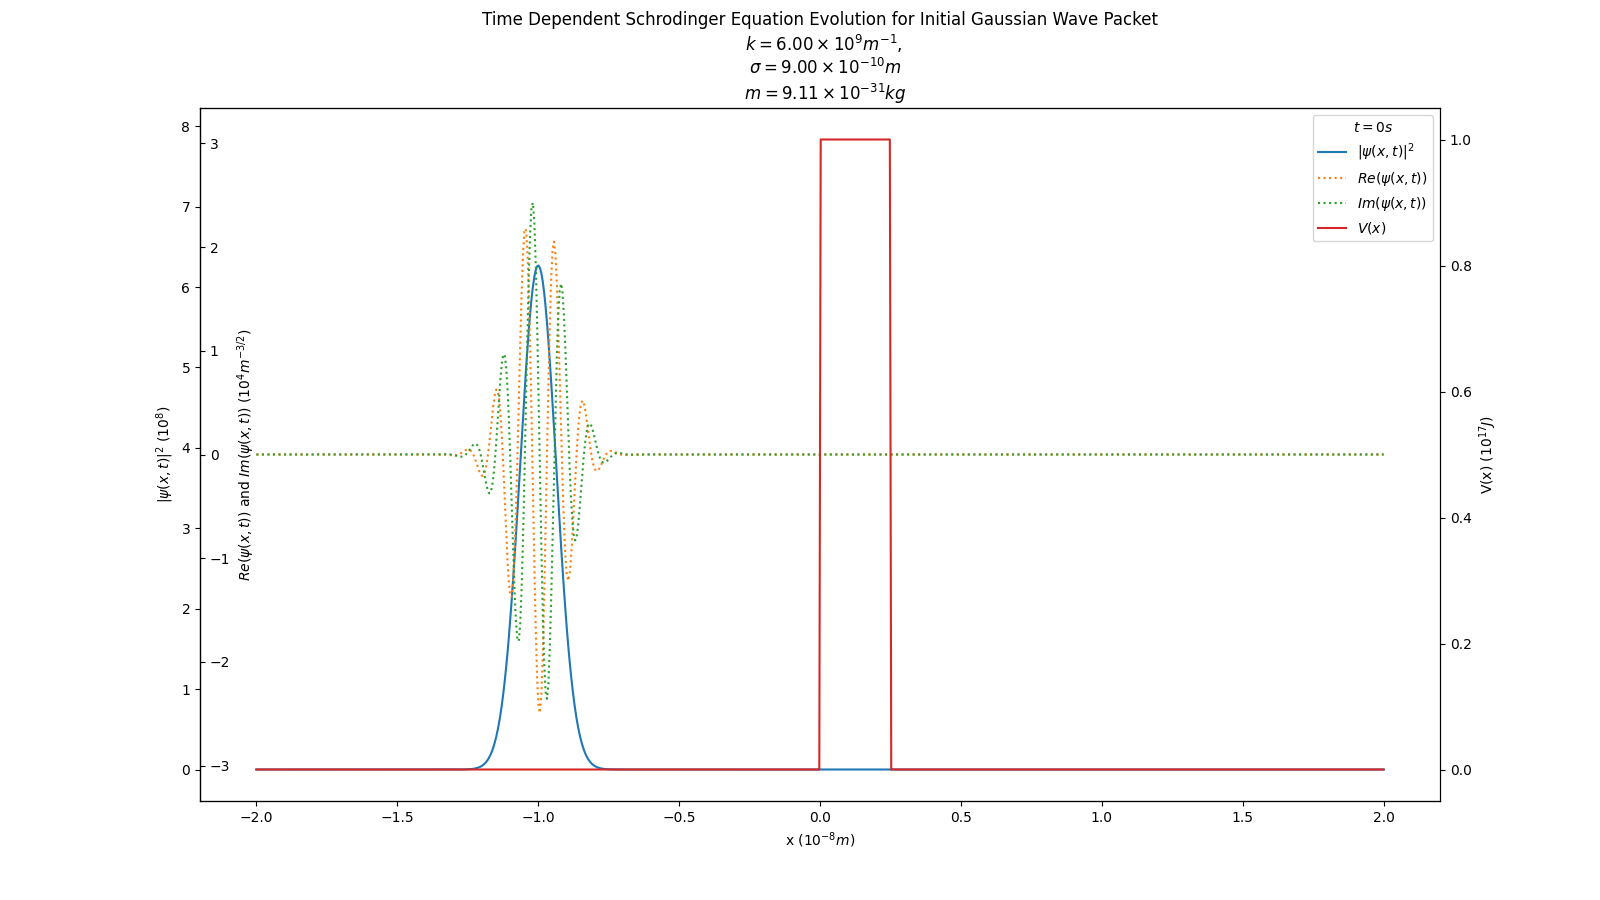 Time Dependent Schrodinger Equation Evolution for Initial Gaussian Wave Packet
k = 6.00 × 10⁹m⁻¹,
σ = 9.00 × 10⁻¹⁰m
m = 9.11 × 10⁻³¹kg
t = 0s
|ψ(x, t)|²
Re(ψ(x, t))
Im(ψ(x, t))
V(x)
|ψ(x, t)|² (10⁸)
8
7
6
5
4
3
2
1
0
Re(ψ(x, t)) and Im(ψ(x, t)) (10⁴m⁻³ᐟ²)
3
2
1
0
−1
−2
−3
V(x) (10¹⁷J)
1.0
0.8
0.6
0.4
0.2
0.0
−2.0 −1.5 −1.0 −0.5 0.0 0.5 1.0 1.5 2.0
x (10⁻⁸m)